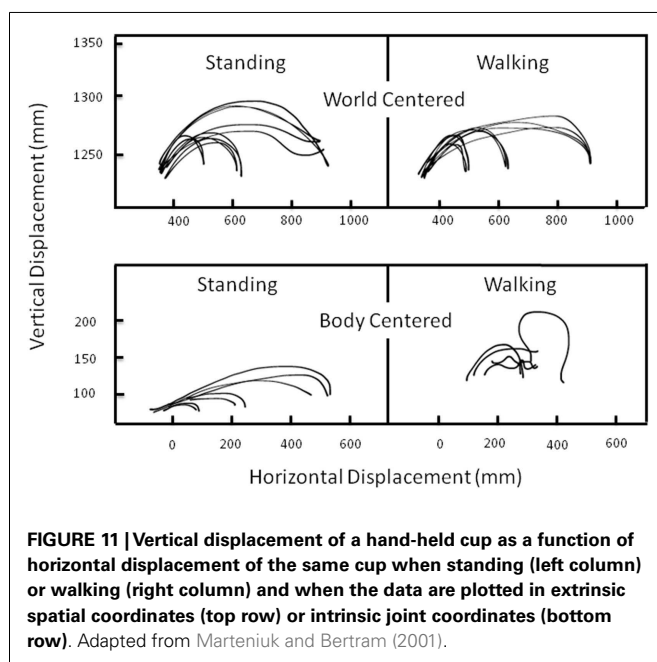 1350
Standing
Walking
1300
World Centered
1250
400 600 800 1000 400 600 800 1000
Vertical Displacement (mm)
Standing
Walking
200
Body Centered
150
100
0 200 400 600 0 200 400 600
Horizontal Displacement (mm)
FIGURE 11 | Vertical displacement of a hand-held cup as a function of
horizontal displacement of the same cup when standing (left column)
or walking (right column) and when the data are plotted in extrinsic
spatial coordinates (top row) or intrinsic joint coordinates (bottom
row). Adapted from Marteniuk and Bertram (2001).